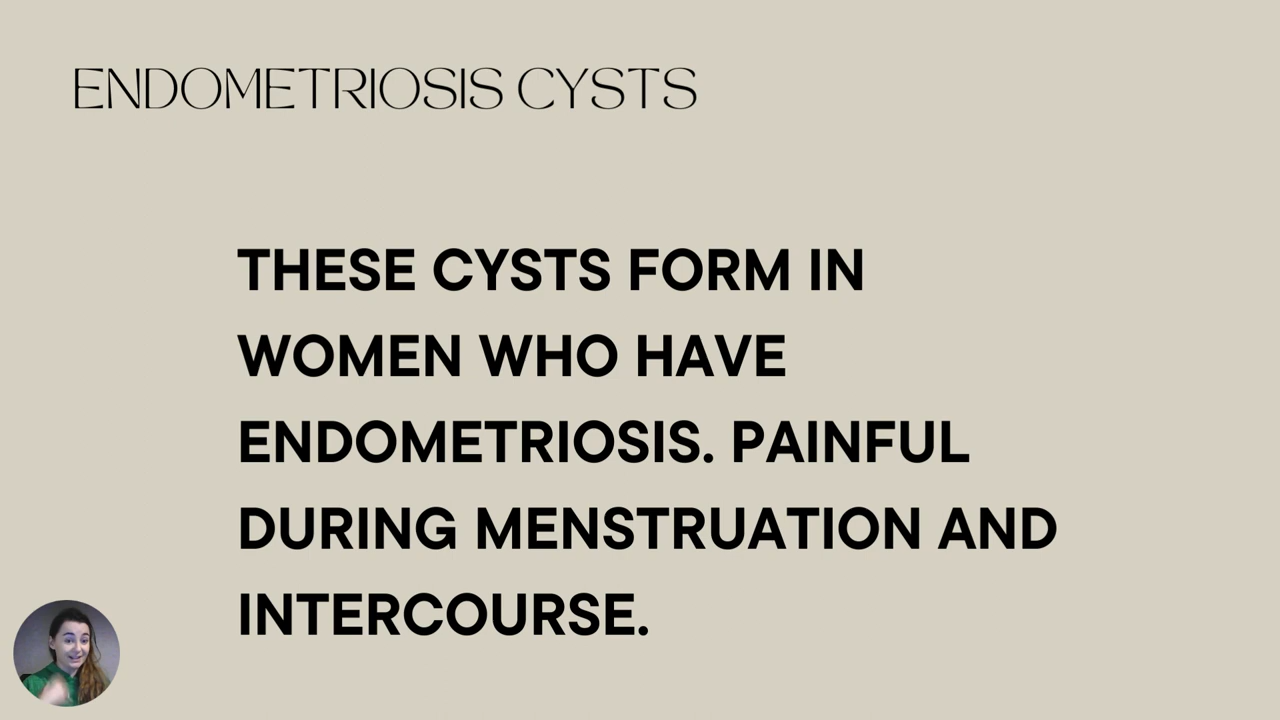 ENDOMETRIOSIS CYSTS
THESE CYSTS FORM IN
WOMEN WHO HAVE
ENDOMETRIOSIS. PAINFUL
DURING MENSTRUATION AND
INTERCOURSE.